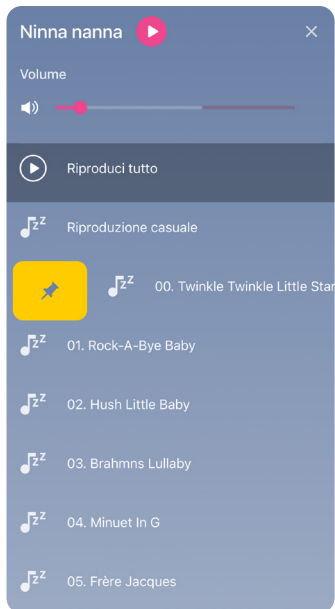 Ninna nanna
Volume
Riproduci tutto
Riproduzione casuale
00. Twinkle Twinkle Little Star
01. Rock-A-Bye Baby
02. Hush Little Baby
03. Brahmns Lullaby
04. Minuet In G
05. Frère Jacques